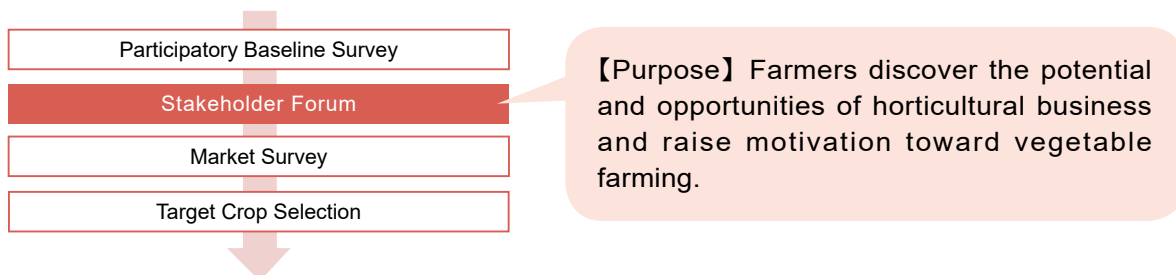 Participatory Baseline Survey
Stakeholder Forum
Market Survey
Target Crop Selection
【Purpose】Farmers discover the potential
and opportunities of horticultural business
and raise motivation toward vegetable
farming.